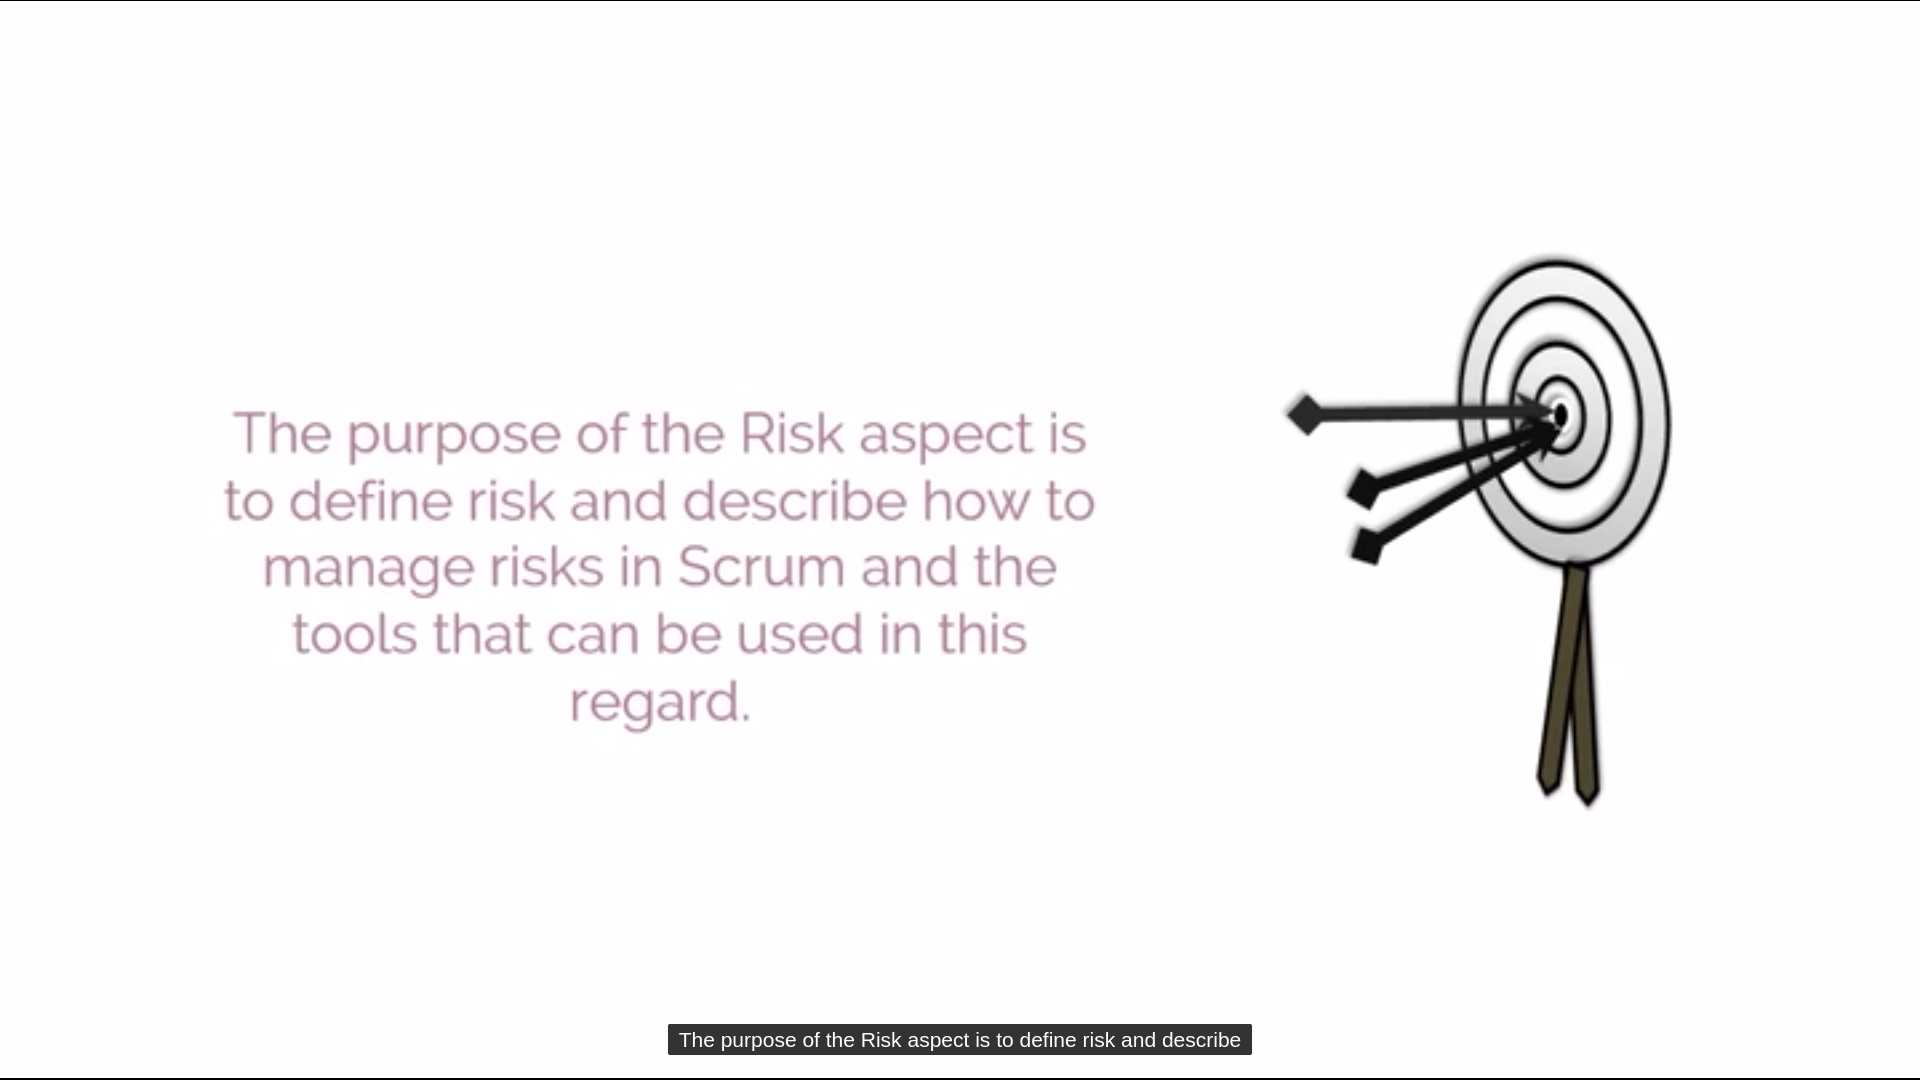 The purpose of the Risk aspect is
to define risk and describe how to
manage risks in Scrum and the
tools that can be used in this
regard.
The purpose of the Risk aspect is to define risk and describe